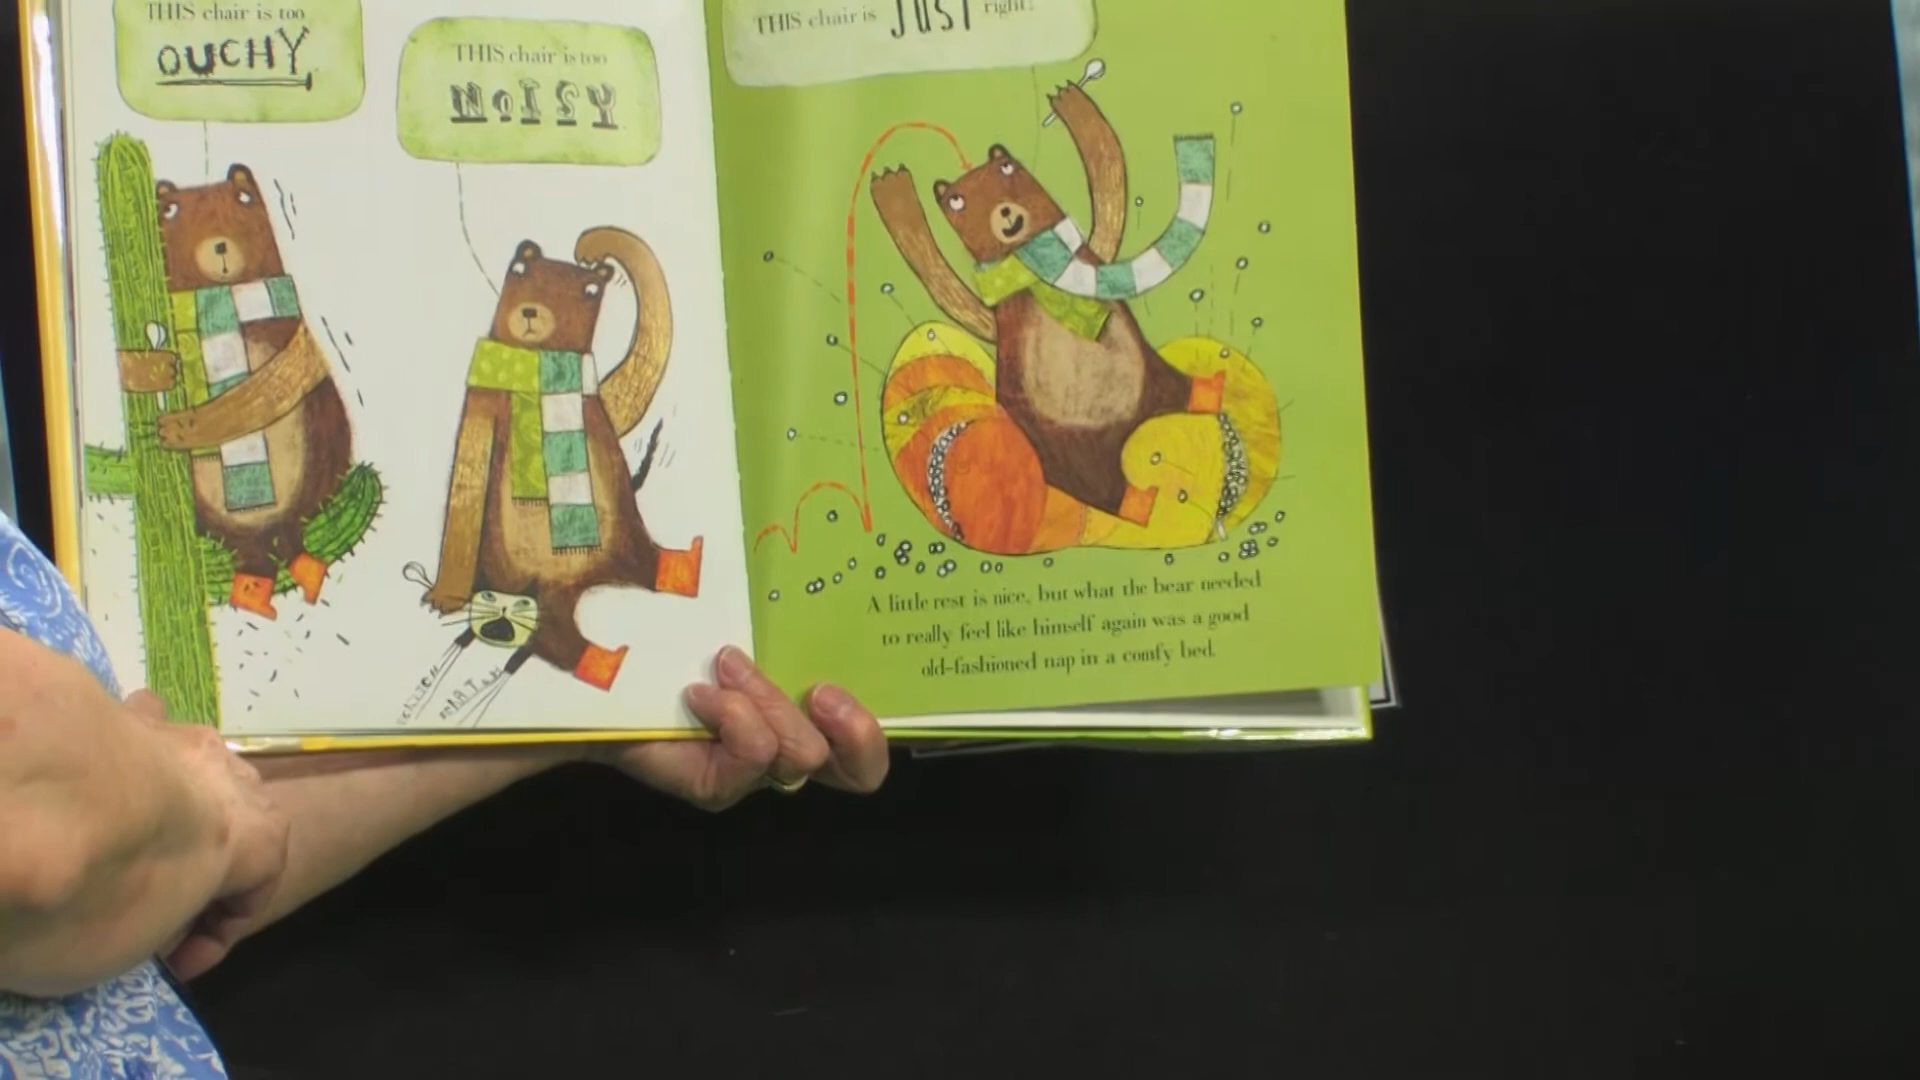 THIS chair is too
OUCHY
THIS chair is too
NOISY
THIS chair is JUST right!
A little rest is nice, but what the bear needed
to really feel like himself again was a good
old-fashioned nap in a comfy bed.